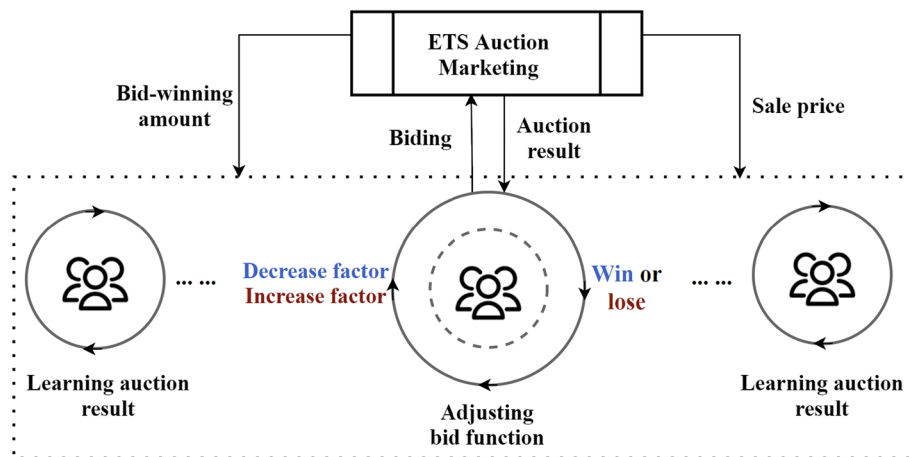 ETS Auction
Marketing
Bid-winning
amount
Biding
Auction
result
Sale price
Decrease factor
Increase factor
Win or
lose
... ...
... ...
Learning auction
result
Adjusting
bid function
Learning auction
result